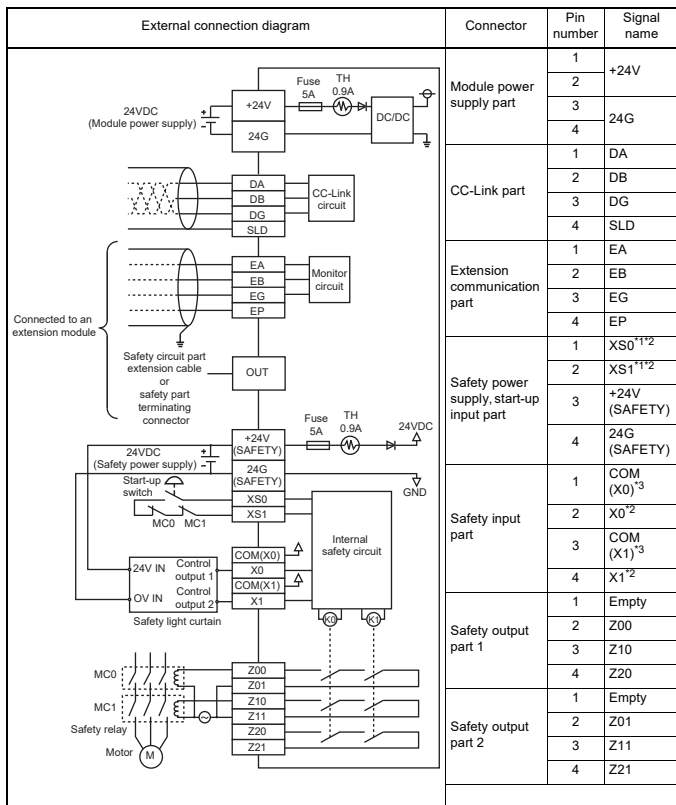 External connection diagram
Connector
Pin number
Signal name
24VDC
(Module power supply)
+24V
24G
Fuse
5A
TH
0.9A
DC/DC
DA
DB
DG
SLD
CC-Link
circuit
EA
EB
EG
EP
Monitor
circuit
Connected to an
extension module
Safety circuit part
extension cable
or
safety part
terminating
connector
OUT
Fuse
5A
TH
0.9A
24VDC
24VDC
(Safety power supply)
+24V
(SAFETY)
24G
(SAFETY)
GND
Start-up
switch
XS0
XS1
MC0 MC1
Internal
safety circuit
COM(X0)
X0
COM(X1)
X1
24V IN
Control
output 1
OV IN
Control
output 2
Safety light curtain
K0
K1
MC0
MC1
Safety relay
Motor
M
Z00
Z01
Z10
Z11
Z20
Z21
Module power
supply part
1
+24V
2
3
24G
4
CC-Link part
1 DA
2 DB
3 DG
4 SLD
Extension
communication
part
1 EA
2 EB
3 EG
4 EP
Safety power
supply, start-up
input part
1 XS0*1*2
2 XS1*1*2
3 +24V
(SAFETY)
4 24G
(SAFETY)
Safety input
part
1 COM
(X0)*3
2 X0*2
3 COM
(X1)*3
4 X1*2
Safety output
part 1
1 Empty
2 Z00
3 Z10
4 Z20
Safety output
part 2
1 Empty
2 Z01
3 Z11
4 Z21